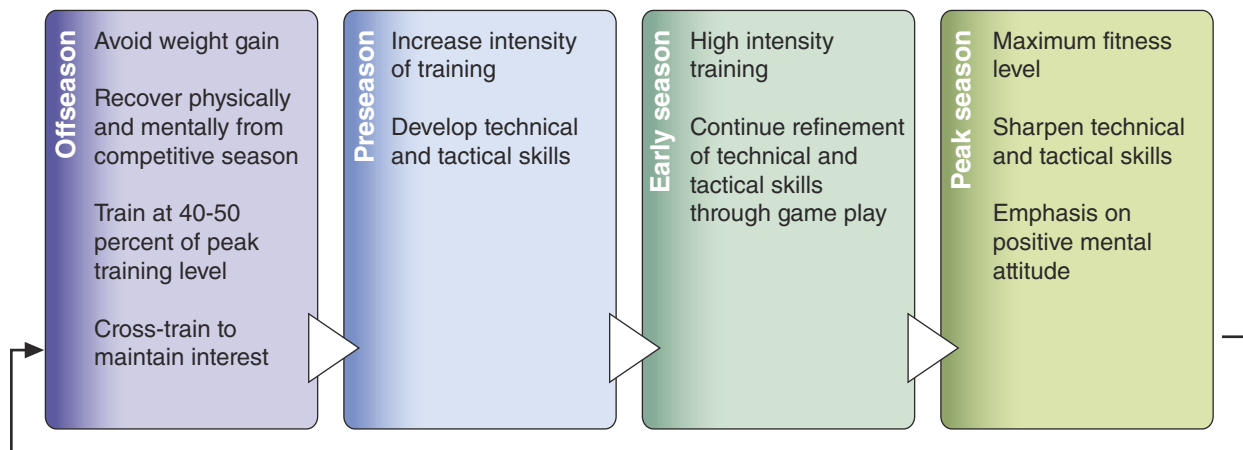 Offseason
Avoid weight gain
Recover physically
and mentally from
competitive season
Train at 40-50
percent of peak
training level
Cross-train to
maintain interest
Preseason
Increase intensity
of training
Develop technical
and tactical skills
Early season
High intensity
training
Continue refinement
of technical and
tactical skills
through game play
Peak season
Maximum fitness
level
Sharpen technical
and tactical skills
Emphasis on
positive mental
attitude